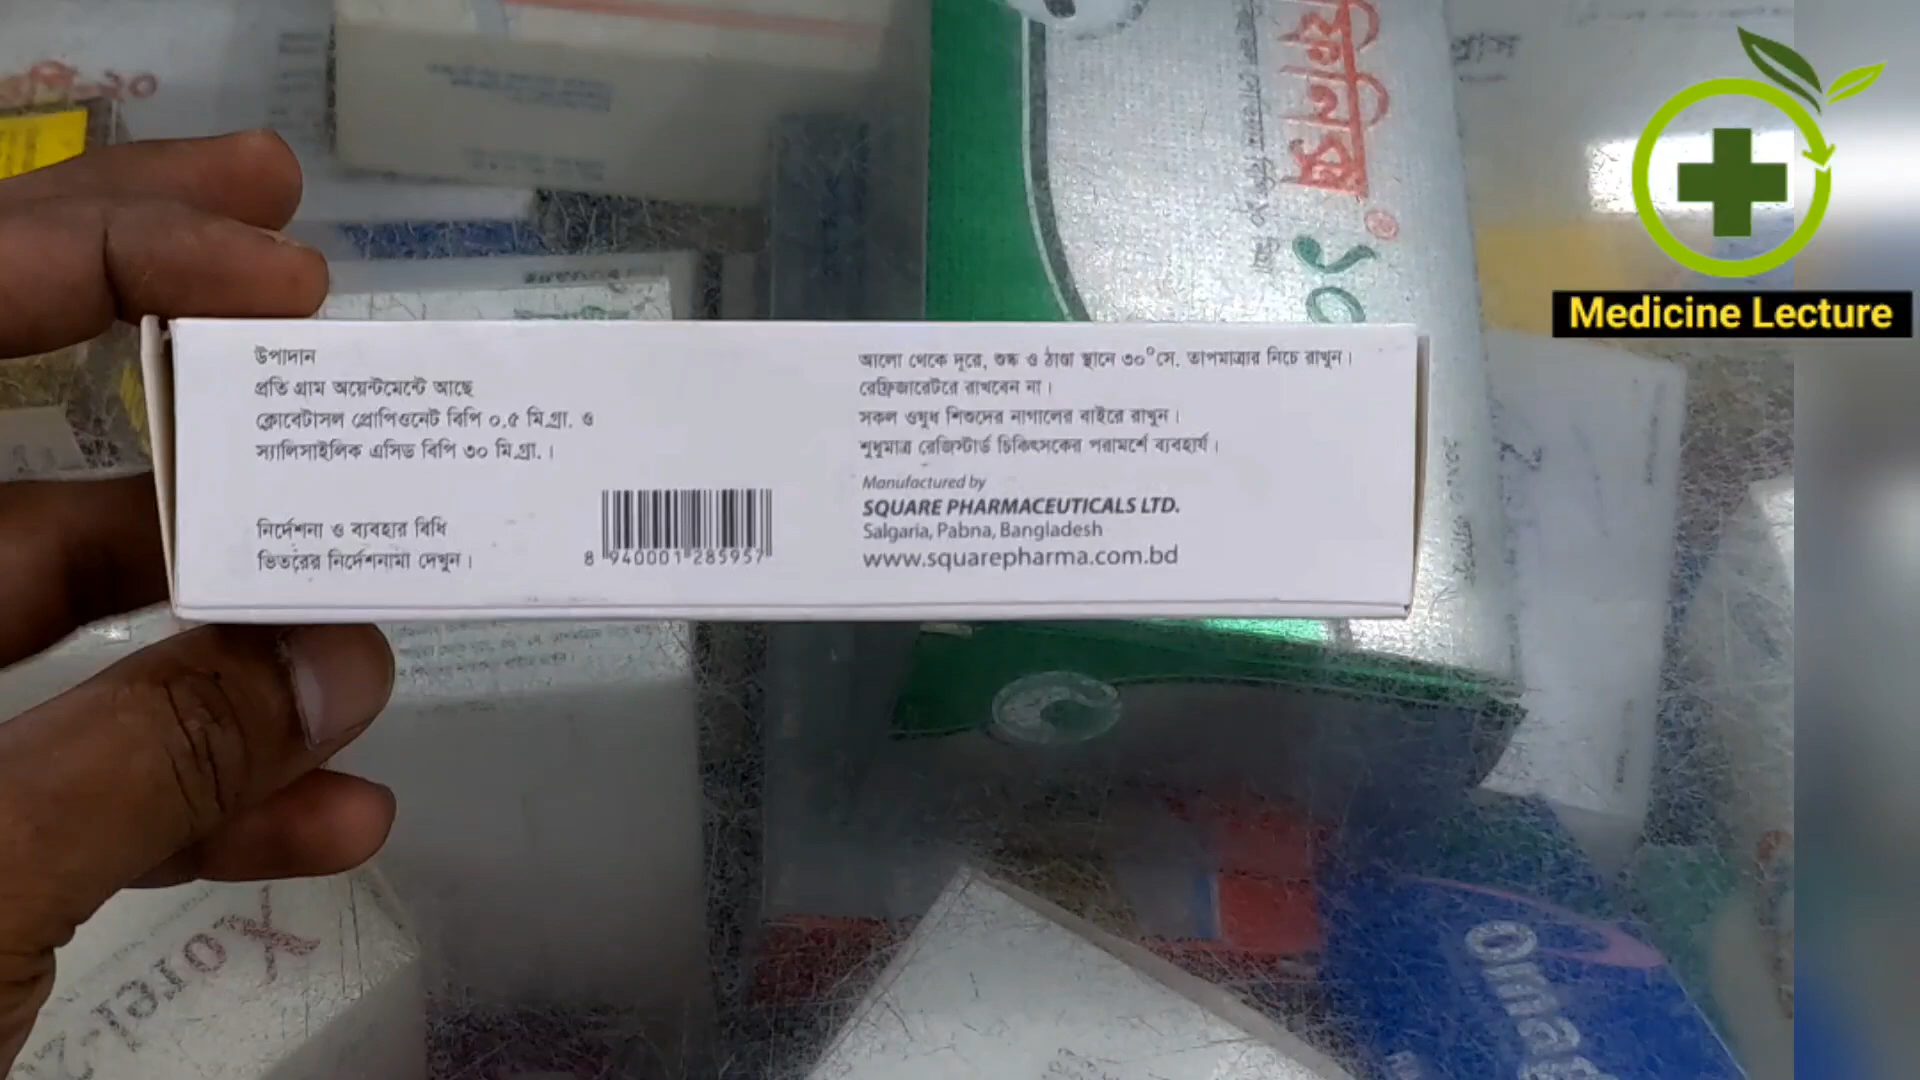 Medicine Lecture
উপাদান
প্রতি গ্রাম অয়েন্টমেন্টে আছে
ক্লোবেটাসল প্রোপিওনেট বিপি ০.৫ মি.গ্রা. ও
স্যালিসাইলিক এসিড বিপি ৩০ মি.গ্রা. ।
নির্দেশনা ও ব্যবহার বিধি
ভিতরের নির্দেশনামা দেখুন ।
8 940001 285957
আলো থেকে দূরে, শুষ্ক ও ঠাণ্ডা স্থানে ৩০°সে. তাপমাত্রার নিচে রাখুন ।
রেফ্রিজারেটরে রাখবেন না ।
সকল ওষুধ শিশুদের নাগালের বাইরে রাখুন ।
শুধুমাত্র রেজিস্টার্ড চিকিৎসকের পরামর্শে ব্যবহার্য ।
Manufactured by
SQUARE PHARMACEUTICALS LTD.
Salgaria, Pabna, Bangladesh
www.squarepharma.com.bd
১০